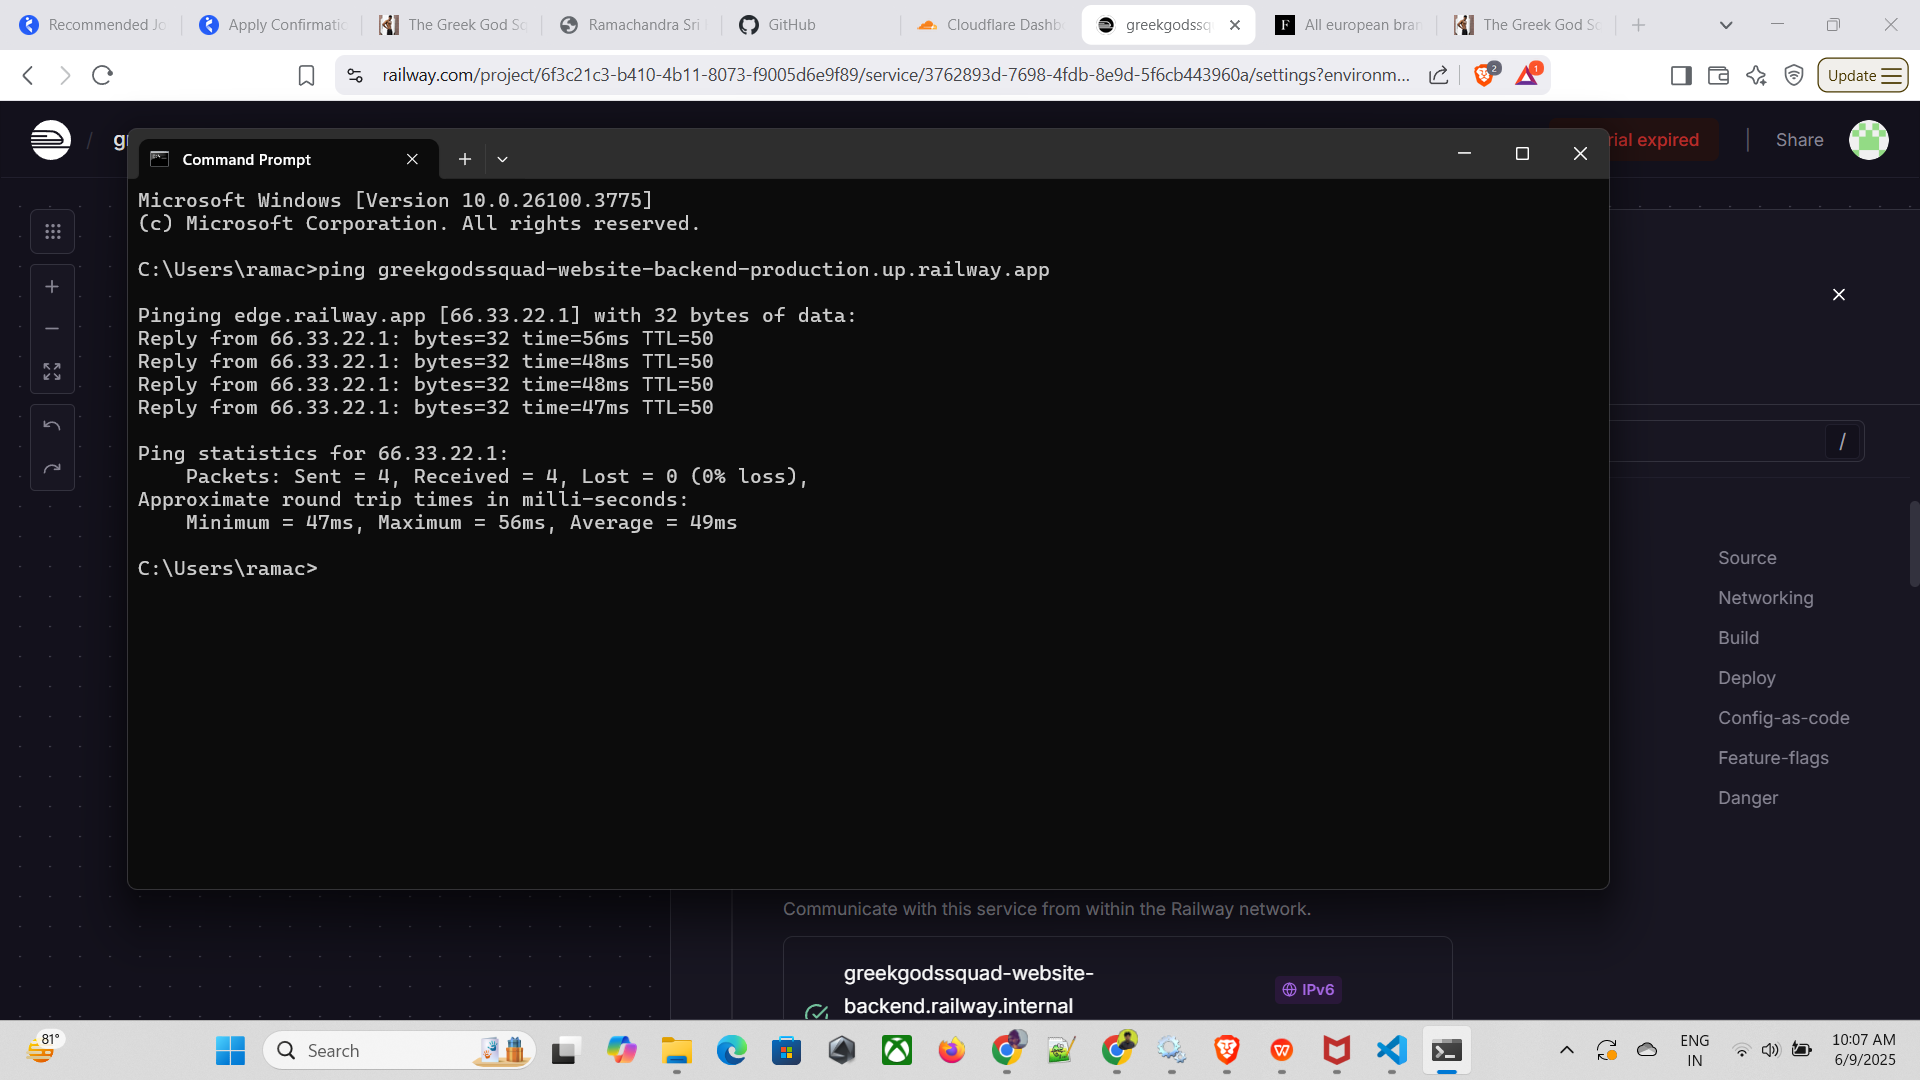 Recommended Jo
Apply Confirmatic
The Greek God Sq
Ramachandra Sri
GitHub
Cloudflare Dashb
greekgodssq
All european bran
The Greek God Sc
railway.com/project/6f3c21c3-b410-4b11-8073-f9005d6e9f89/service/3762893d-7698-4fdb-8e9d-5f6cb443960a/settings?environm...
2
1
Update
/ g
Command Prompt
rial expired
Share
Microsoft Windows [Version 10.0.26100.3775]
(c) Microsoft Corporation. All rights reserved.
C:\Users\ramac>ping greekgodssquad-website-backend-production.up.railway.app
Pinging edge.railway.app [66.33.22.1] with 32 bytes of data:
Reply from 66.33.22.1: bytes=32 time=56ms TTL=50
Reply from 66.33.22.1: bytes=32 time=48ms TTL=50
Reply from 66.33.22.1: bytes=32 time=48ms TTL=50
Reply from 66.33.22.1: bytes=32 time=47ms TTL=50
Ping statistics for 66.33.22.1:
Packets: Sent = 4, Received = 4, Lost = 0 (0% loss),
Approximate round trip times in milli-seconds:
Minimum = 47ms, Maximum = 56ms, Average = 49ms
C:\Users\ramac>
/
Source
Networking
Build
Deploy
Config-as-code
Feature-flags
Danger
Communicate with this service from within the Railway network.
greekgodssquad-website-
backend.railway.internal
IPv6
81°
Search
ENG
IN
10:07 AM
6/9/2025